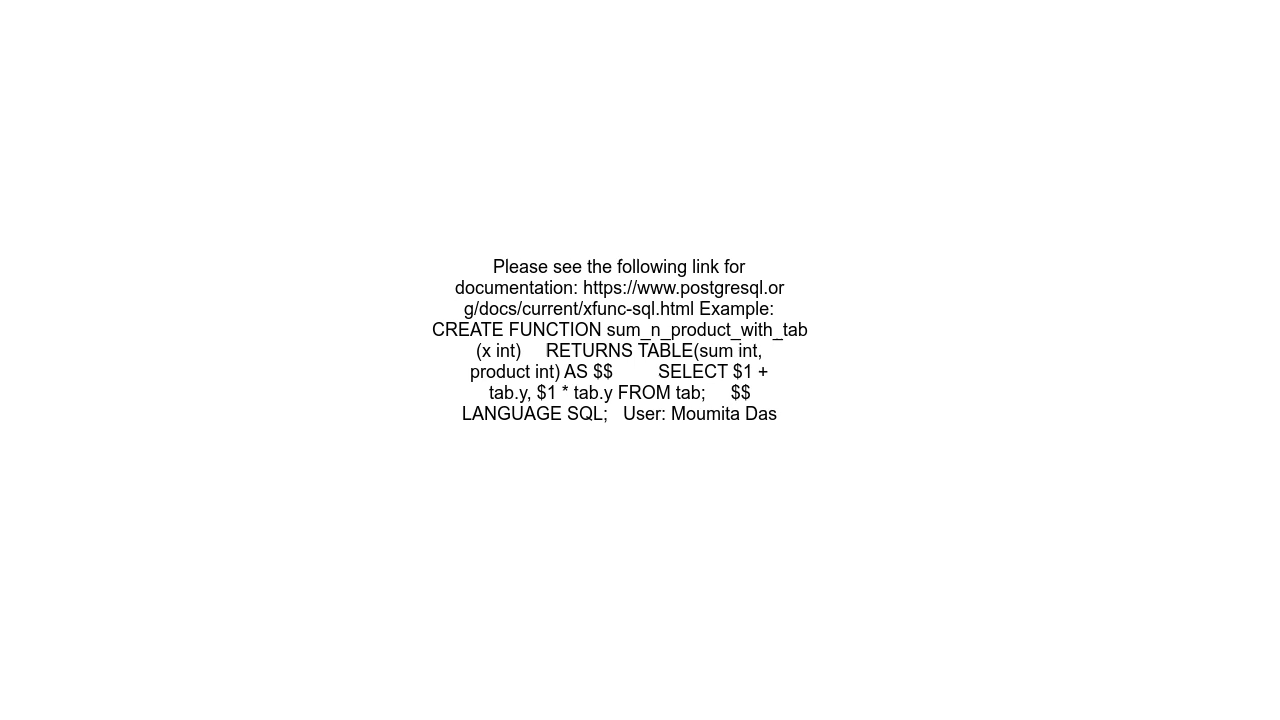 Please see the following link for
documentation: https://www.postgresql.or
g/docs/current/xfunc-sql.html Example:
CREATE FUNCTION sum_n_product_with_tab
(x int)     RETURNS TABLE(sum int,
product int) AS $$         SELECT $1 +
tab.y, $1 * tab.y FROM tab;     $$
LANGUAGE SQL;   User: Moumita Das